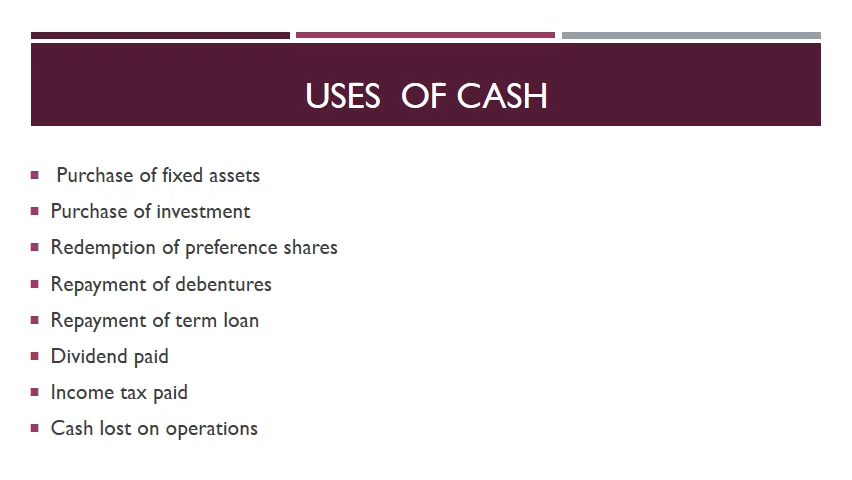 USES OF CASH
Purchase of fixed assets
Purchase of investment
Redemption of preference shares
Repayment of debentures
Repayment of term loan
Dividend paid
Income tax paid
Cash lost on operations